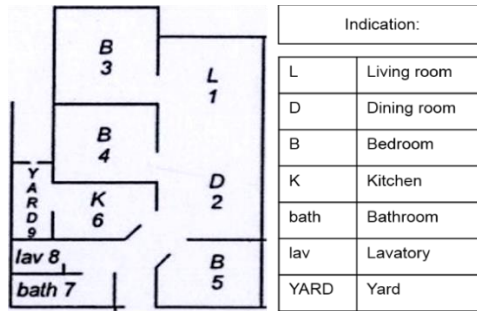 B
3
L
1
B
4
D
2
YARD9
K
6
B
5
lav 8
bath 7
Indication:
L Living room
D Dining room
B Bedroom
K Kitchen
bath Bathroom
lav Lavatory
YARD Yard